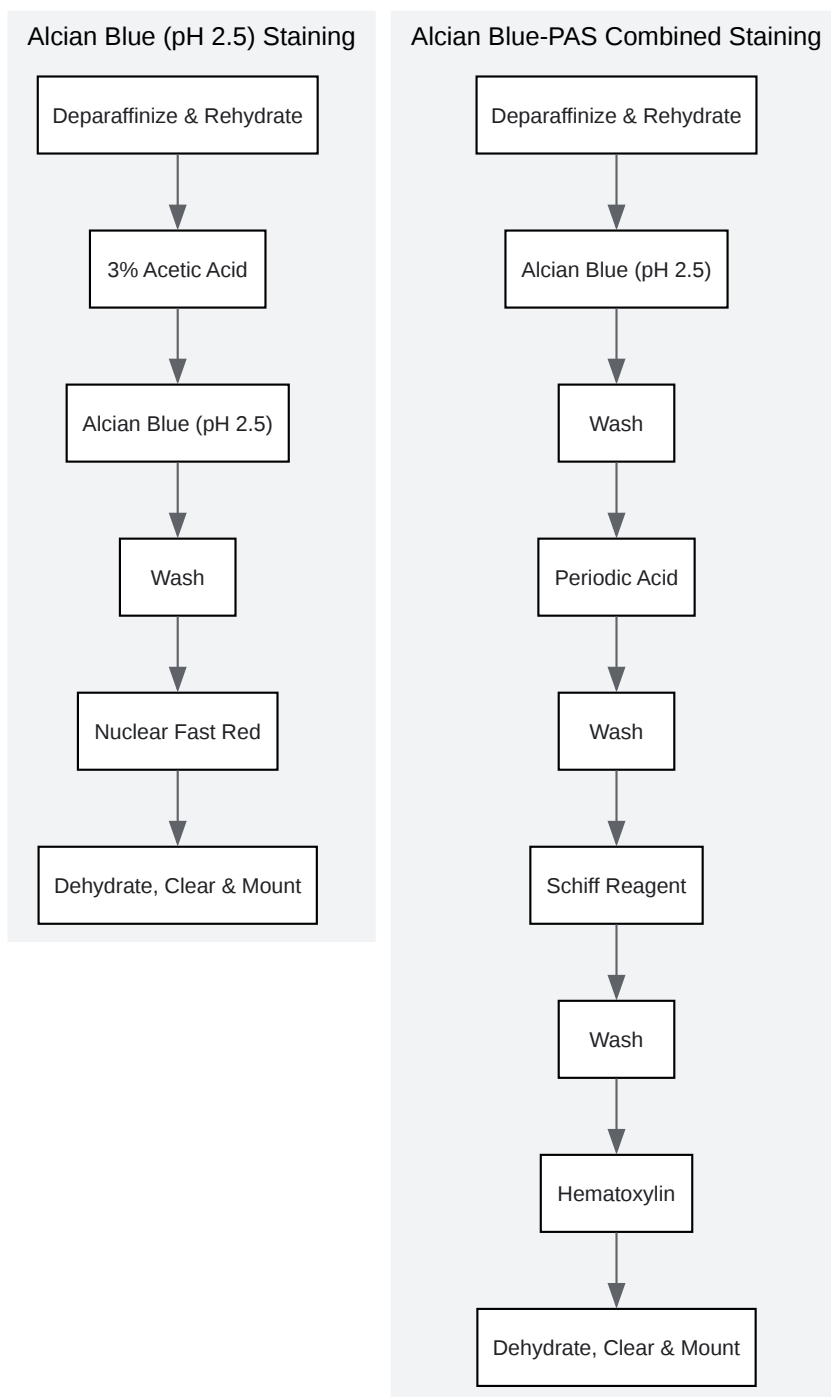 Alcian Blue (pH 2.5) Staining
Deparaffinize & Rehydrate
3% Acetic Acid
Alcian Blue (pH 2.5)
Wash
Nuclear Fast Red
Dehydrate, Clear & Mount
Alcian Blue-PAS Combined Staining
Deparaffinize & Rehydrate
Alcian Blue (pH 2.5)
Wash
Periodic Acid
Wash
Schiff Reagent
Wash
Hematoxylin
Dehydrate, Clear & Mount